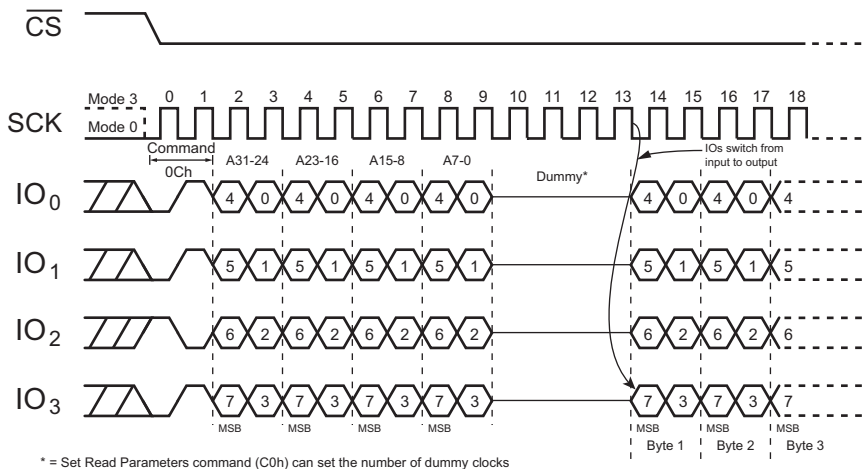 CS
Mode 3
0 1 2 3 4 5 6 7 8 9 10 11 12 13 14 15 16 17 18
SCK
Mode 0
Command
A31-24 A23-16 A15-8 A7-0
IOs switch from
input to output
0Ch
Dummy*
IO0 4 0 4 0 4 0 4 0 4 0 4 0 4
IO1 5 1 5 1 5 1 5 1 5 1 5 1 5
IO2 6 2 6 2 6 2 6 2 6 2 6 2 6
IO3 7 3 7 3 7 3 7 3 7 3 7 3 7
MSB MSB MSB MSB MSB MSB MSB
Byte 1 Byte 2 Byte 3
* = Set Read Parameters command (C0h) can set the number of dummy clocks